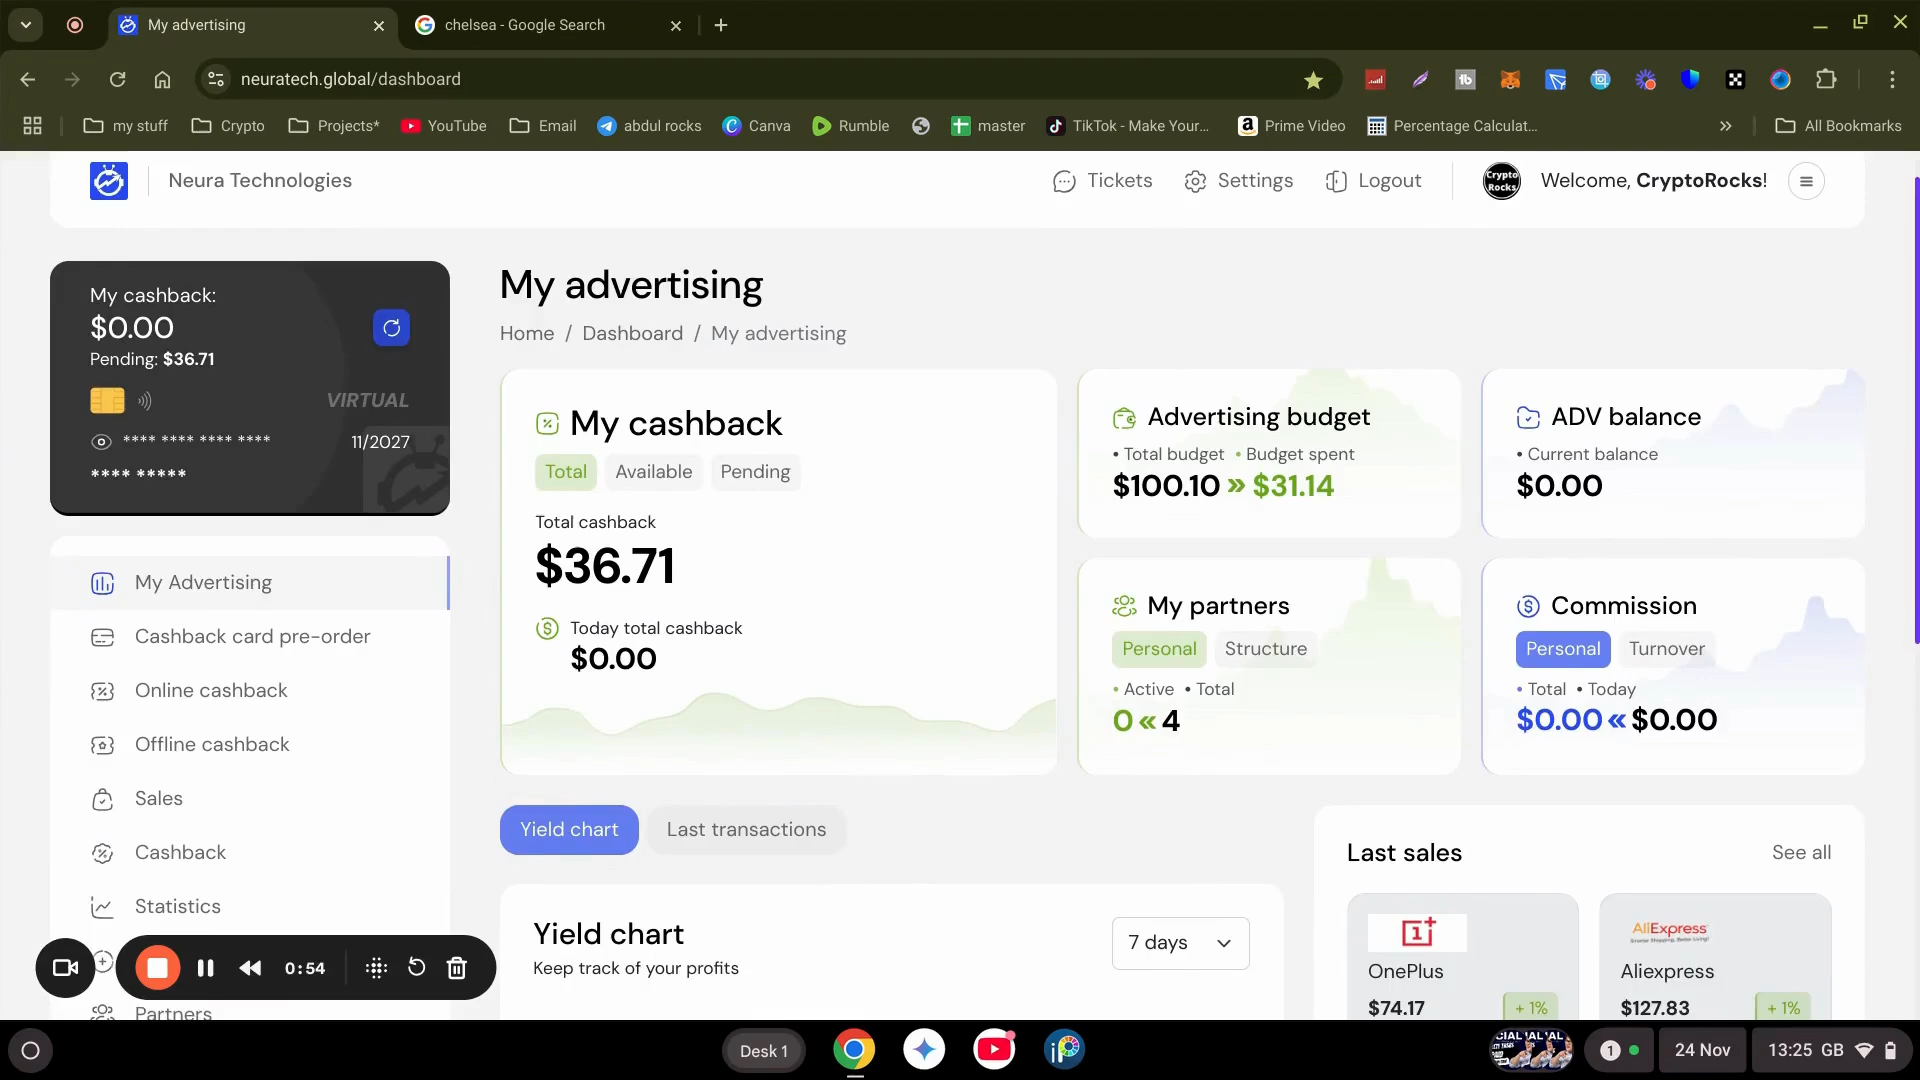 My advertising
chelsea - Google Search
neuratech.global/dashboard
my stuff
Crypto
Projects*
YouTube
Email
abdul rocks
Canva
Rumble
master
TikTok - Make Your...
Prime Video
Percentage Calculat...
All Bookmarks
Neura Technologies
Tickets
Settings
Logout
Crypto
Rocks
Welcome, CryptoRocks!
My cashback:
$0.00
Pending: $36.71
VIRTUAL
**** **** **** ****
11/2027
**** *****
My advertising
Home / Dashboard / My advertising
My cashback
Total
Available
Pending
Total cashback
$36.71
Today total cashback
$0.00
Advertising budget
• Total budget • Budget spent
$100.10 » $31.14
ADV balance
• Current balance
$0.00
My partners
Personal
Structure
• Active • Total
0 « 4
Commission
Personal
Turnover
• Total • Today
$0.00 « $0.00
My Advertising
Cashback card pre-order
Online cashback
Offline cashback
Sales
Cashback
Statistics
Partners
Yield chart
Last transactions
Yield chart
Keep track of your profits
7 days
Last sales
See all
OnePlus
$74.17
+ 1%
AliExpress
Smarter Shopping, Better Living!
Aliexpress
$127.83
+ 1%
0:54
Desk 1
1
24 Nov
13:25 GB